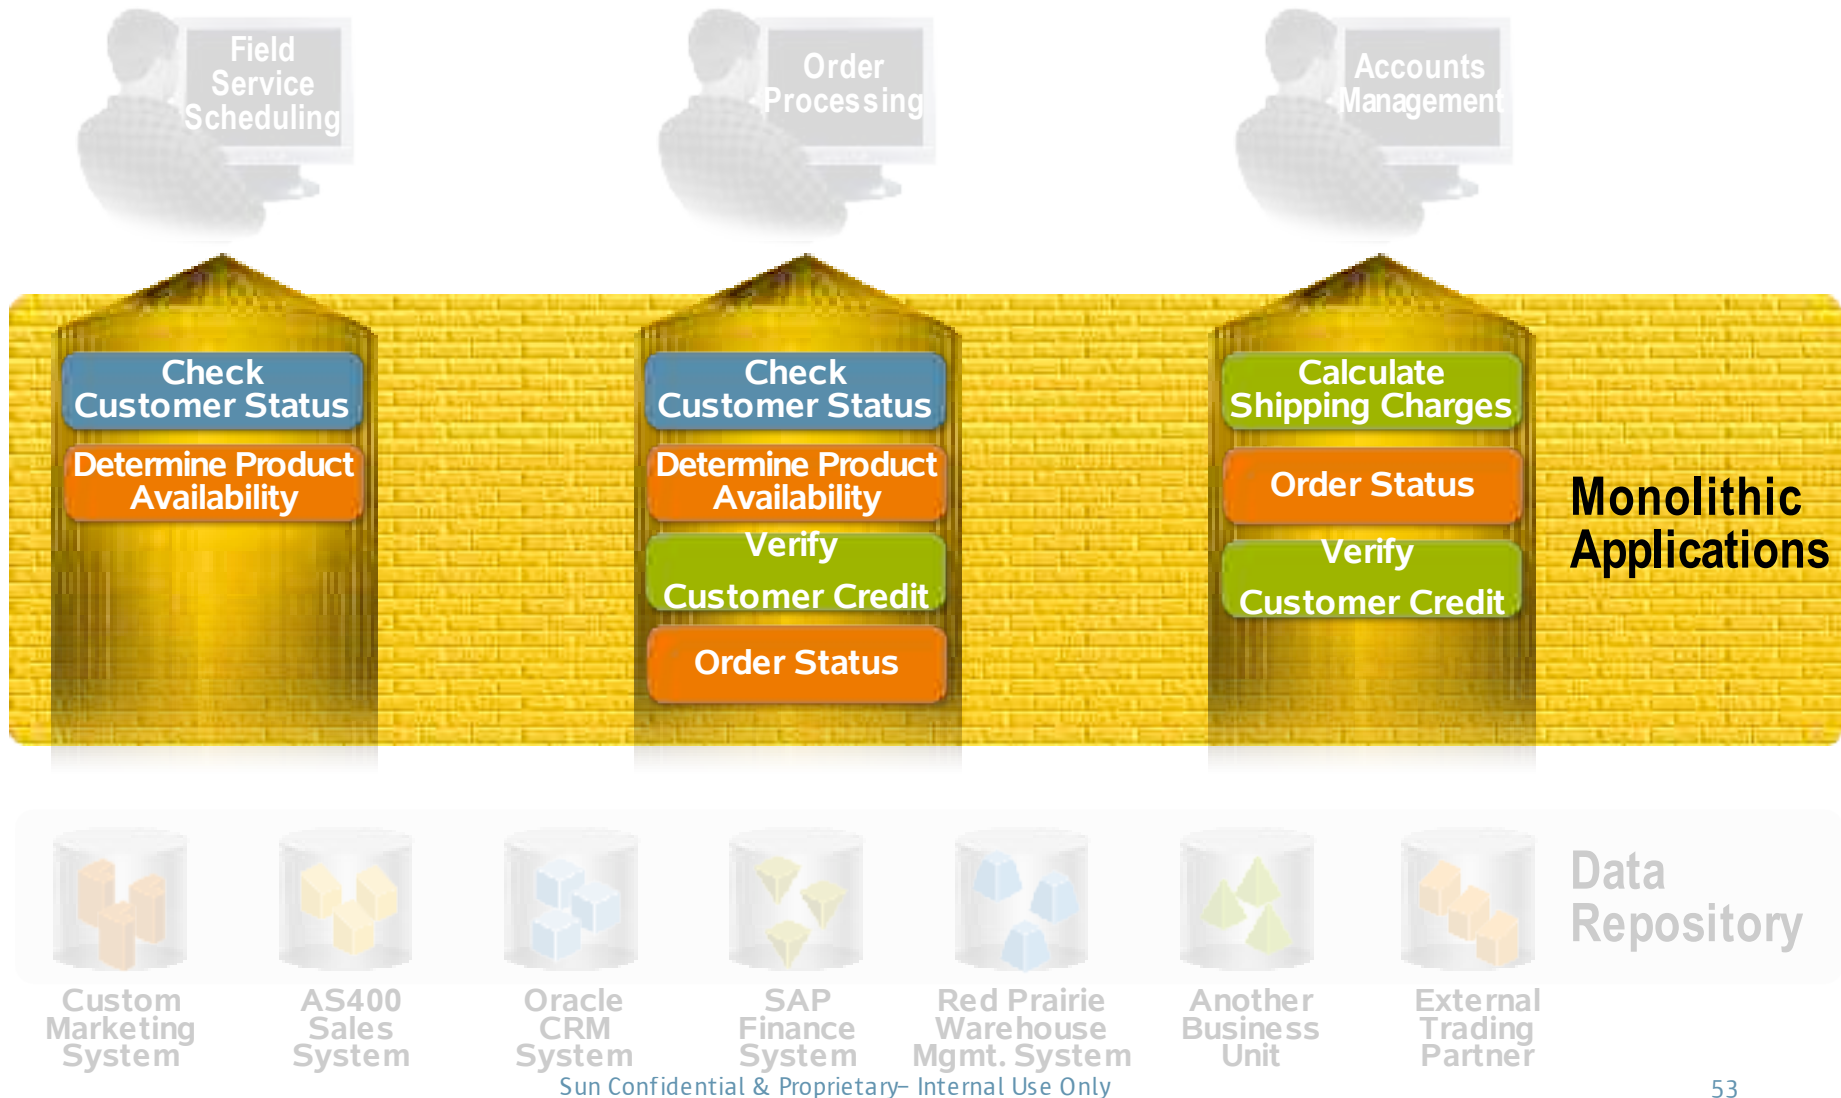 Field
Service
Scheduling
Order
Processing
Accounts
Management
Check
Customer Status
Determine Product
Availability
Check
Customer Status
Determine Product
Availability
Verify
Customer Credit
Order Status
Calculate
Shipping Charges
Order Status
Verify
Customer Credit
Monolithic
Applications
Data
Repository
Custom
Marketing
System
AS400
Sales
System
Oracle
CRM
System
SAP
Finance
System
Red Prairie
Warehouse
Mgmt. System
Another
Business
Unit
External
Trading
Partner
Sun Confidential & Proprietary– Internal Use Only
53